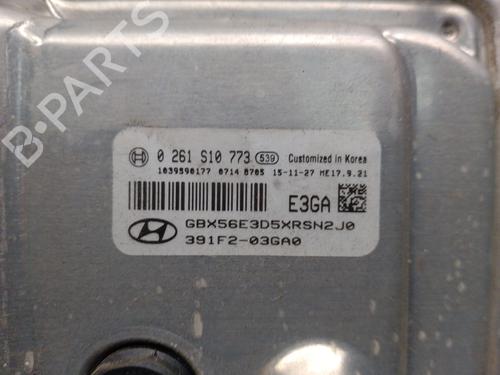 B-PARTS
0 261 S10 773 539 Customized in Korea
1039S90177 0714 8705 15-11-27 ME17.9.21
E3GA
GBX56E3D5XRSN2J0
391F2-03GA0